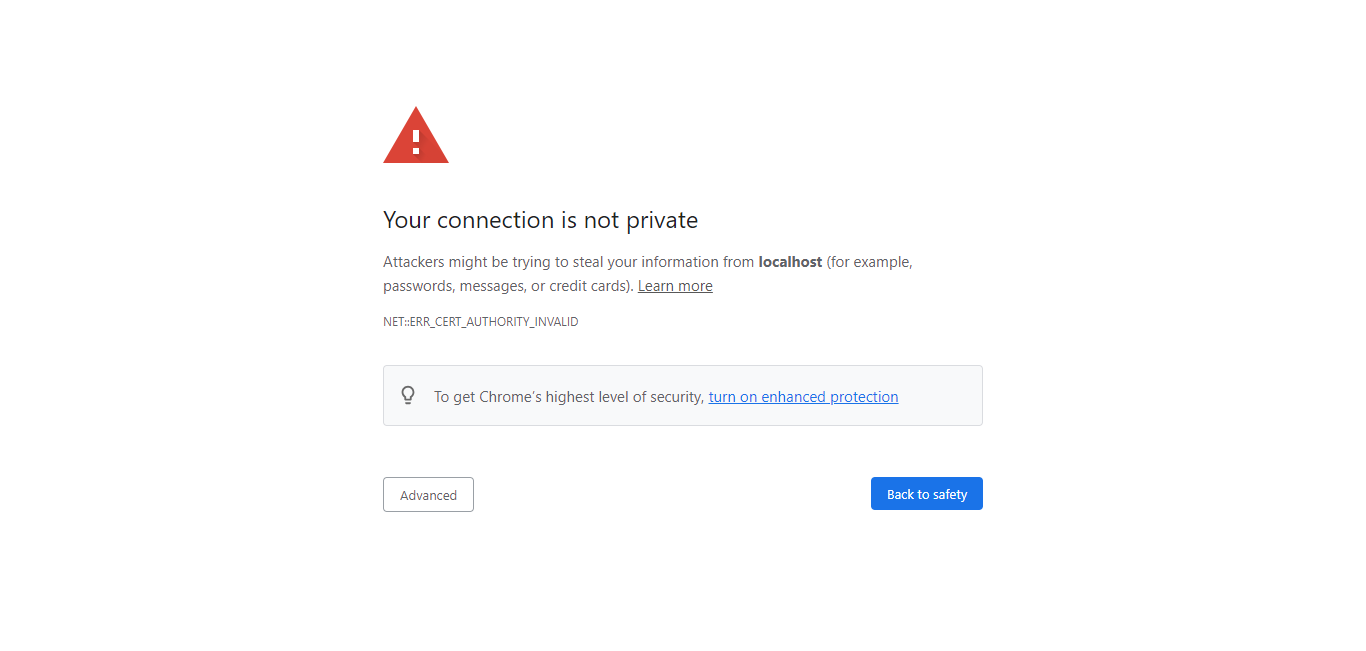 Your connection is not private
Attackers might be trying to steal your information from localhost (for example,
passwords, messages, or credit cards). Learn more
NET::ERR_CERT_AUTHORITY_INVALID
To get Chrome's highest level of security, turn on enhanced protection
Advanced
Back to safety